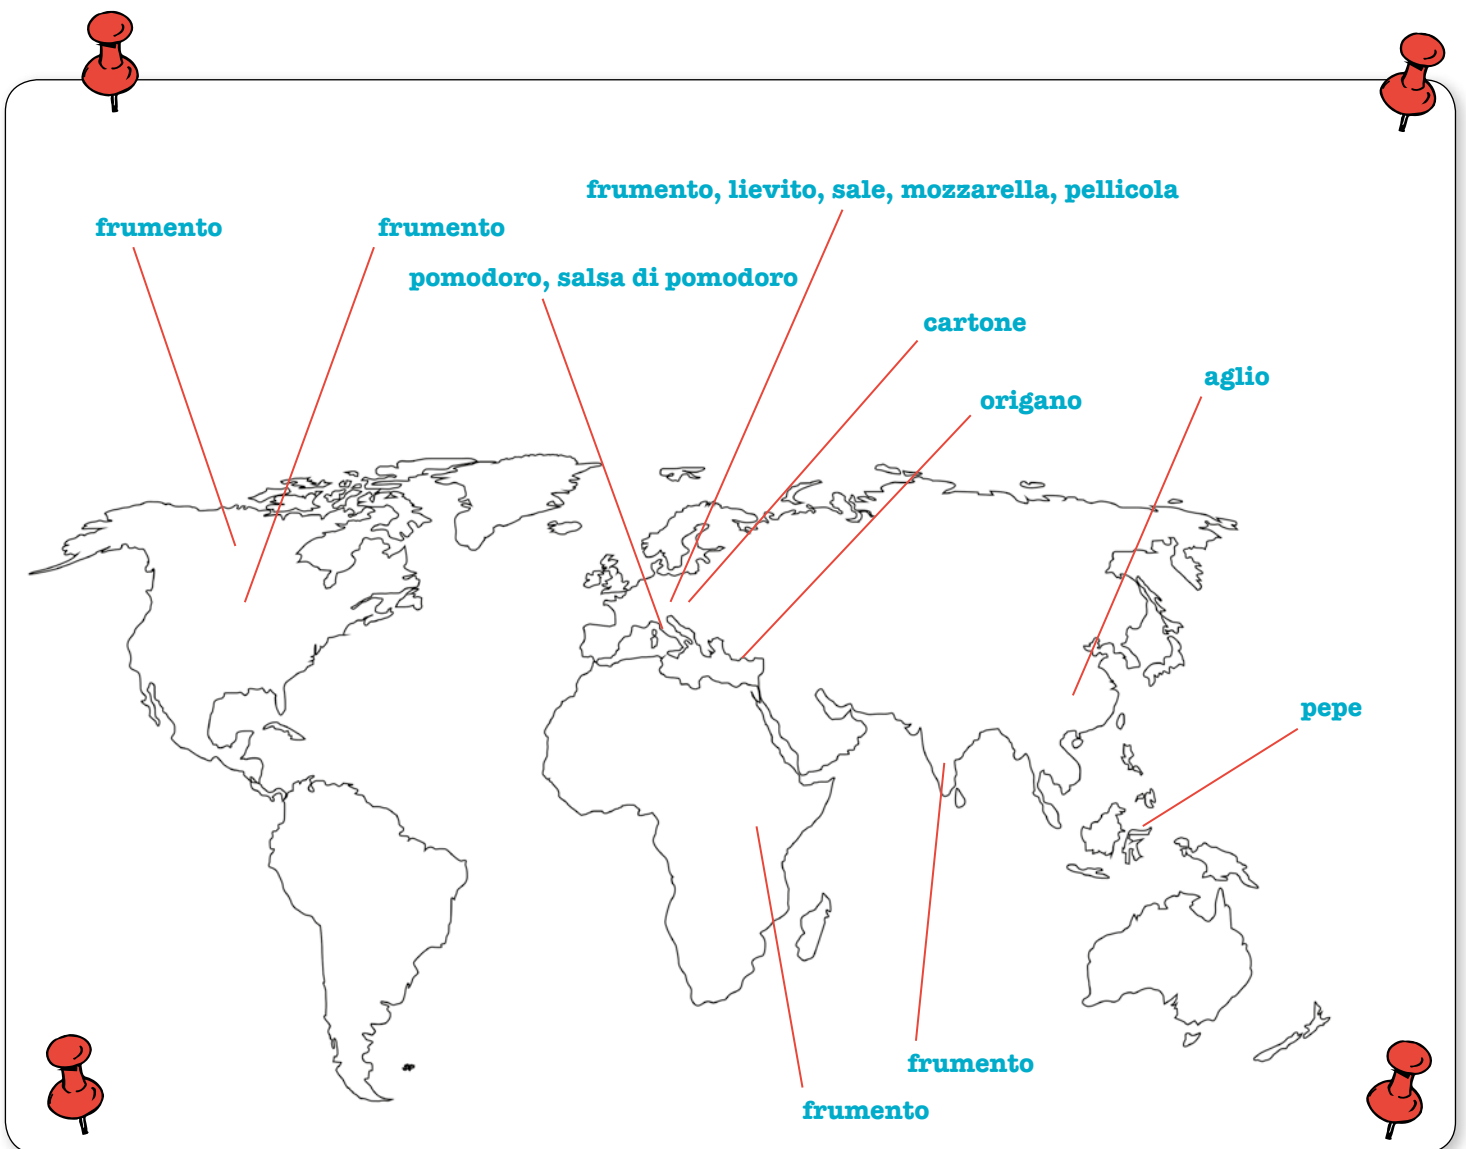 frumento, lievito, sale, mozzarella, pellicola
frumento
frumento
pomodoro, salsa di pomodoro
cartone
aglio
origano
pepe
frumento
frumento